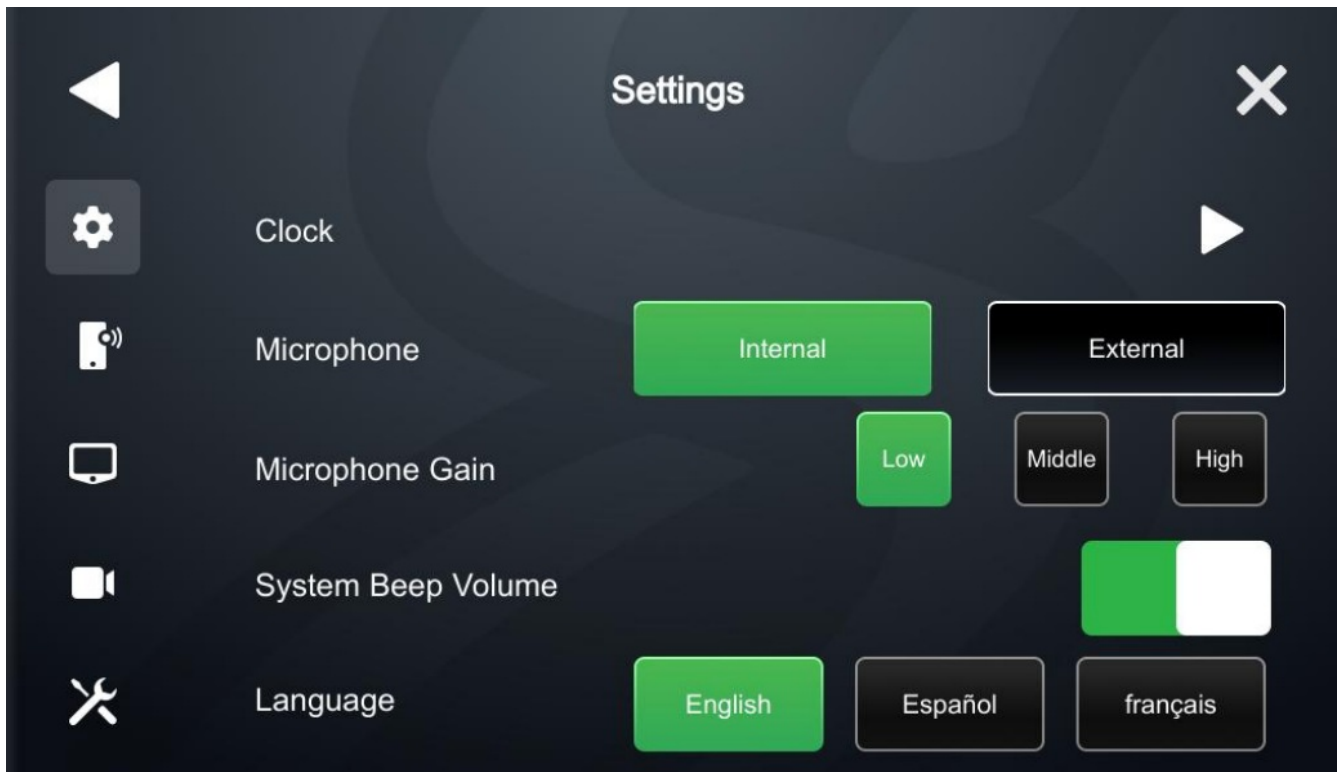 Settings
Clock
Microphone Internal External
Microphone Gain Low Middle High
System Beep Volume
Language English Español français